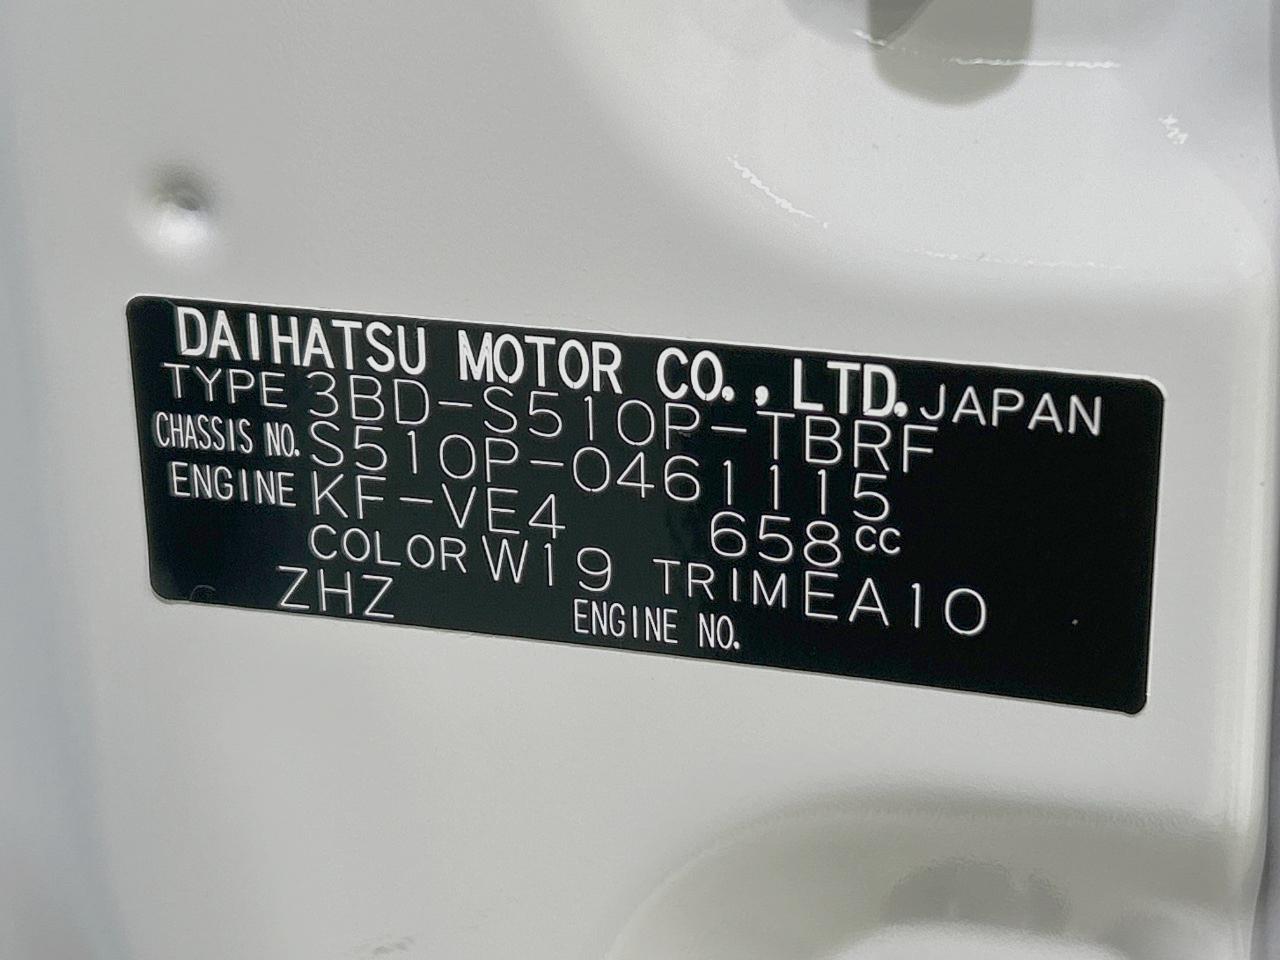 DAIHATSU MOTOR CO., LTD. JAPAN
TYPE 3BD-S510P-TBRF
CHASSIS NO. S510P-0461115
ENGINE KF-VE4 658cc
COLOR W19 TRIM EA10
ZHZ ENGINE NO.